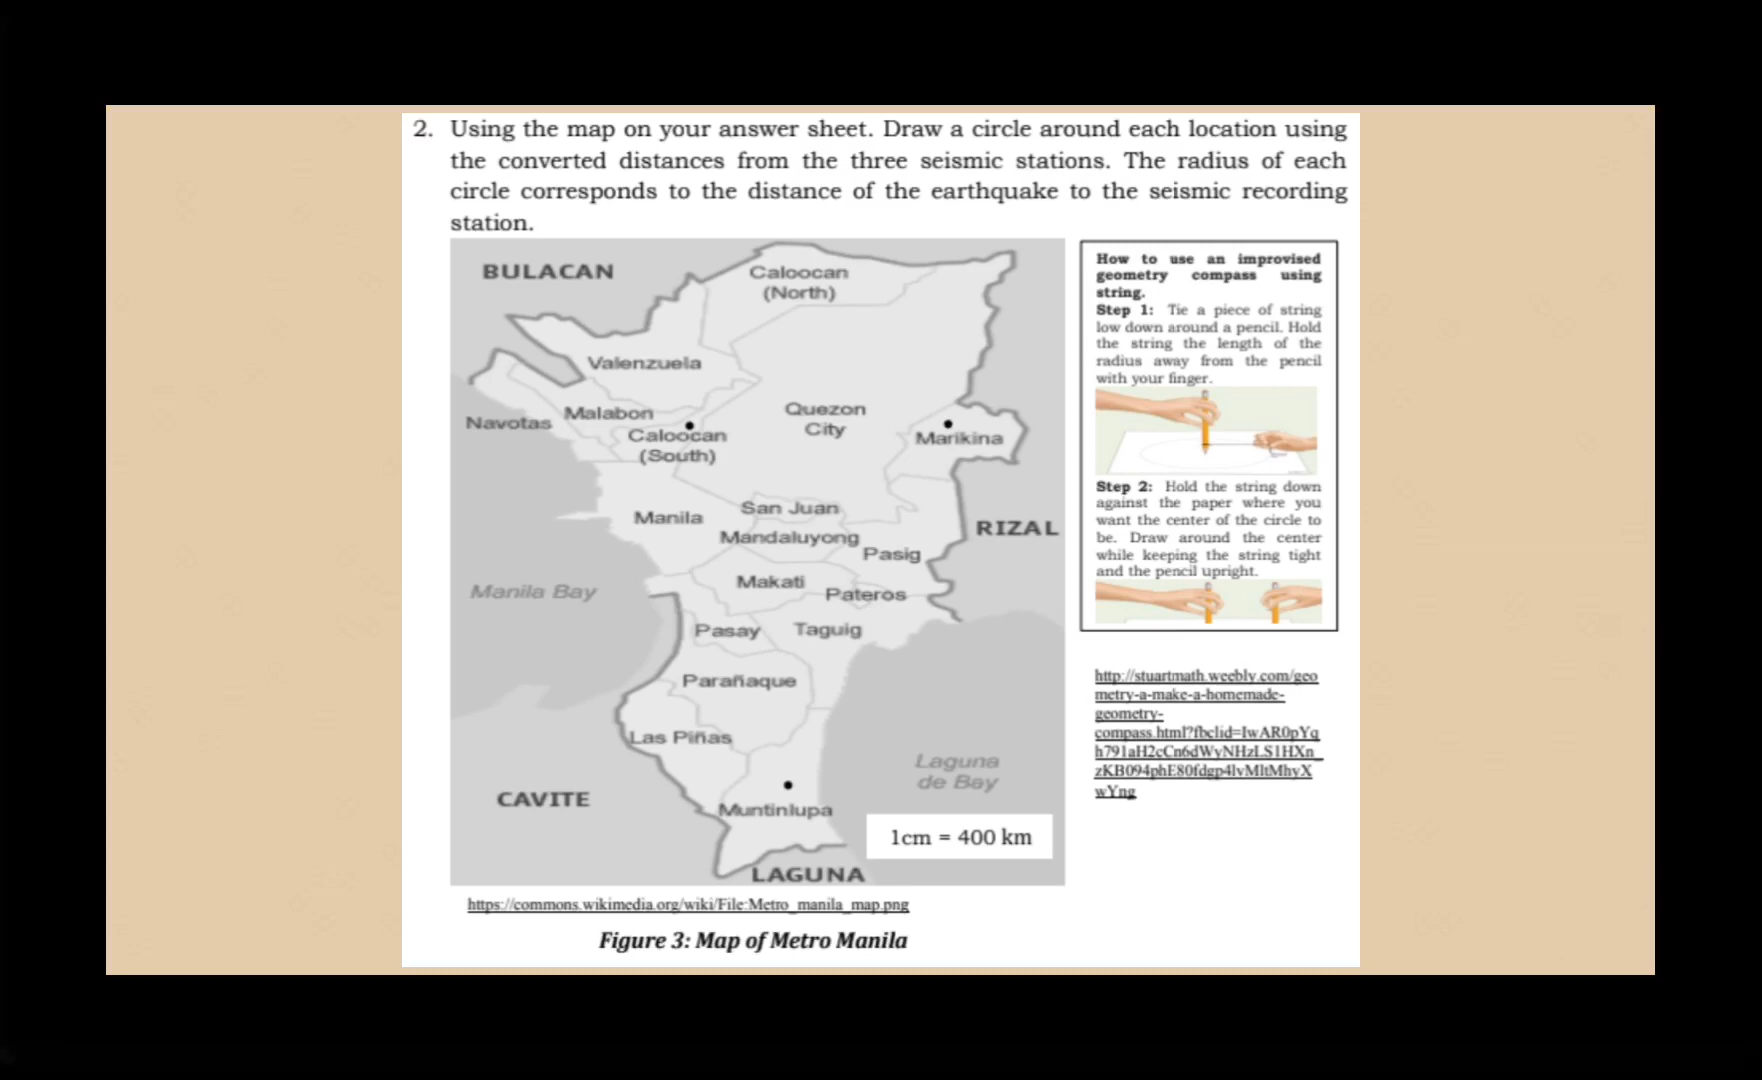 2. Using the map on your answer sheet. Draw a circle around each location using
the converted distances from the three seismic stations. The radius of each
circle corresponds to the distance of the earthquake to the seismic recording
station.
BULACAN
Caloocan
(North)
Valenzuela
Navotas
Malabon
Caloocan
(South)
Quezon
City
Marikina
Manila
San Juan
Mandaluyong
Pasig
RIZAL
Manila Bay
Makati
Pateros
Pasay
Taguig
Parañaque
Las Piñas
Laguna
de Bay
CAVITE
Muntinlupa
1cm = 400 km
LAGUNA
https://commons.wikimedia.org/wiki/File:Metro_manila_map.png
Figure 3: Map of Metro Manila
How to use an improvised
geometry compass using
string.
Step 1: Tie a piece of string
low down around a pencil. Hold
the string the length of the
radius away from the pencil
with your finger.
Step 2: Hold the string down
against the paper where you
want the center of the circle to
be. Draw around the center
while keeping the string tight
and the pencil upright.
http://stuartmath.weebly.com/geo
metry-a-make-a-homemade-
geometry-
compass.html?fbclid=IwAR0pYq
h791aH2cCn6dWyNHzLS1HXn_
zKB094phE80fdgp4lvMltMhyX
wYng